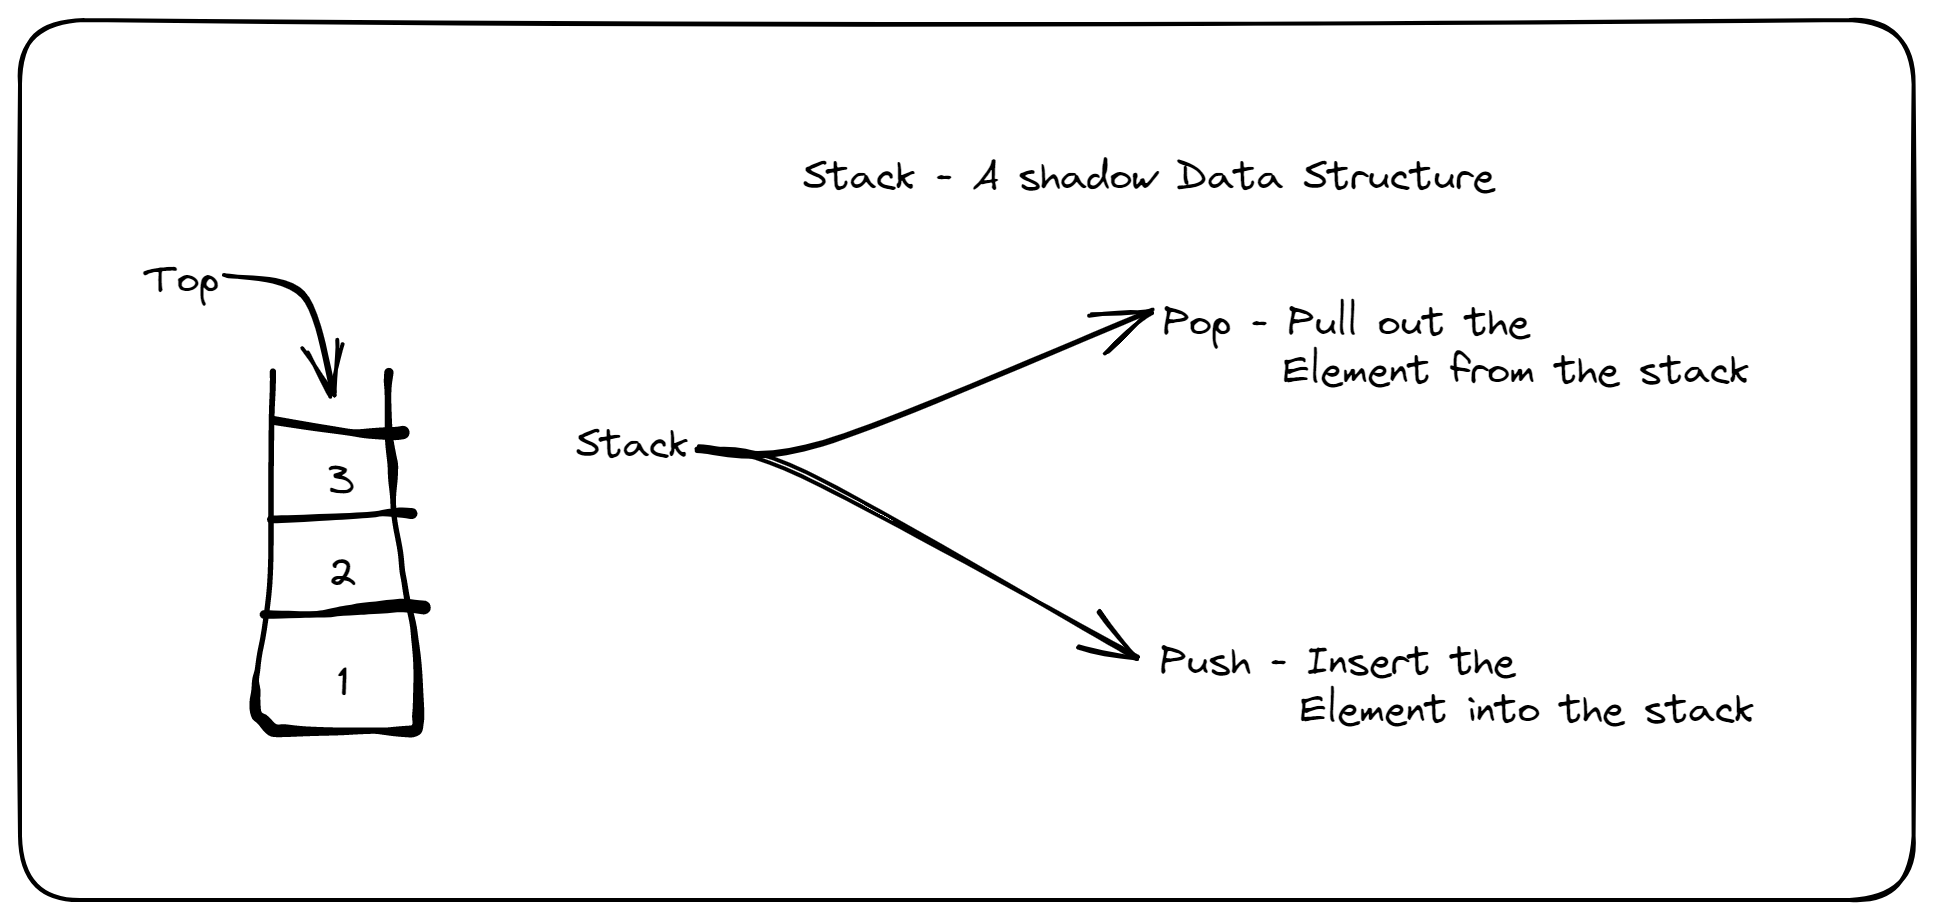 Stack - A shadow Data Structure
Top
3
2
1
Stack
Pop - Pull out the
Element from the stack
Push - Insert the
Element into the stack